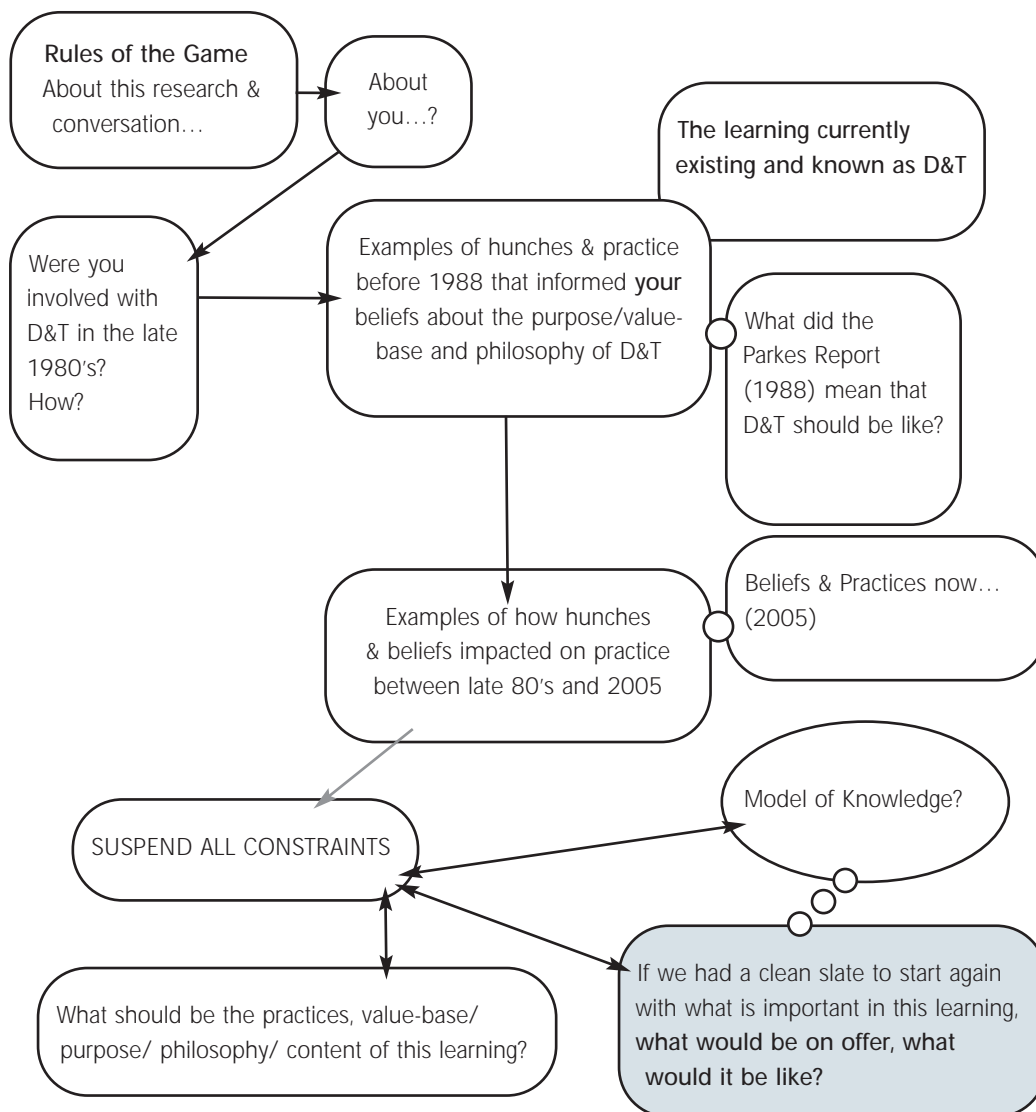 Rules of the Game
About this research &
conversation…
About
you…?
The learning currently
existing and known as D&T
Were you
involved with
D&T in the late
1980's?
How?
Examples of hunches & practice
before 1988 that informed your
beliefs about the purpose/value-
base and philosophy of D&T
What did the
Parkes Report
(1988) mean that
D&T should be like?
Examples of how hunches
& beliefs impacted on practice
between late 80's and 2005
Beliefs & Practices now…
(2005)
SUSPEND ALL CONSTRAINTS
Model of Knowledge?
What should be the practices, value-base/
purpose/ philosophy/ content of this learning?
If we had a clean slate to start again
with what is important in this learning,
what would be on offer, what
would it be like?